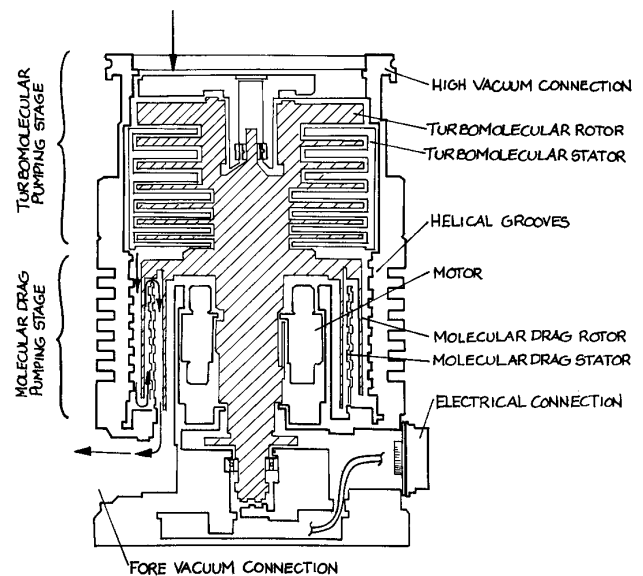 TURBOMOLECULAR
PUMPING STAGE
MOLECULAR DRAG
PUMPING STAGE
HIGH VACUUM CONNECTION
TURBOMOLECULAR ROTOR
TURBOMOLECULAR STATOR
HELICAL GROOVES
MOTOR
MOLECULAR DRAG ROTOR
MOLECULAR DRAG STATOR
ELECTRICAL CONNECTION
FORE VACUUM CONNECTION